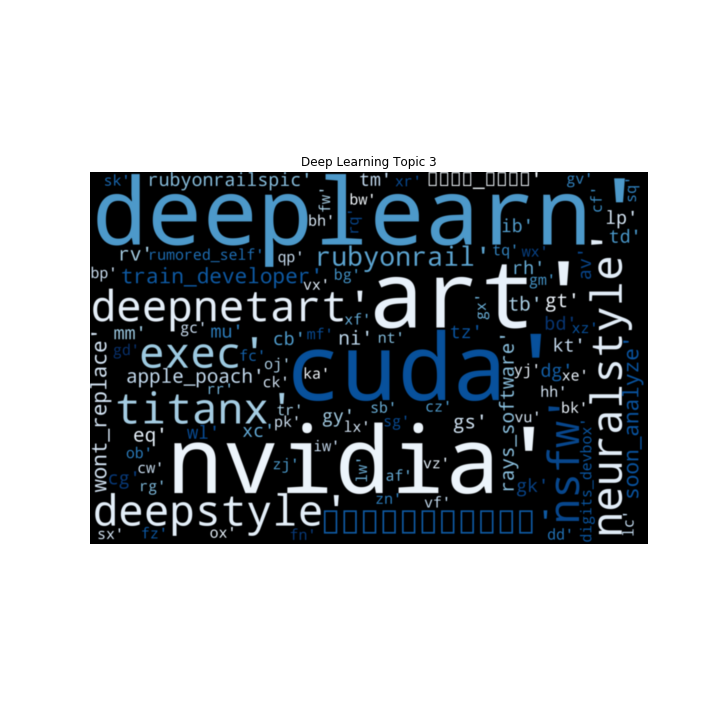 Deep Learning Topic 3
sk'
rubyonrailspic'
tm'
xr'
gv'
cf'
sq'
deeplearn'
fw'
bw'
bh'
rq'
ib'
lp'
td'
rv'
rumored_self'
qp'
rubyonrail'
tq'
wx'
av'
bp'
train_developer'
vx'
bg'
rh'
gm'
deepnetart'
art'
xf'
gx'
tb'
gt'
mm'
gc'
mu'
cb'
mf'
ni'
nt'
tz'
bd'
xz'
gd'
exec'
fc'
oj'
cuda'
kt'
apple_poach'
ck'
ka'
yj'
dg'
xe'
rr'
hh'
titanx'
tr'
pk'
gy'
sb'
cz'
bk'
eq'
wl'
xc'
lx'
sg'
gs'
vu'
rays_software'
wont_replace'
ob'
cw'
zj'
iw'
nvidia'
vz'
lw'
af'
cg'
rg'
zn'
gk'
nsfw'
digits_devbox'
neuralstyle'
soon_analyze'
deepstyle'
vf'
sx'
fz'
ox'
fn'
dd'
lc'